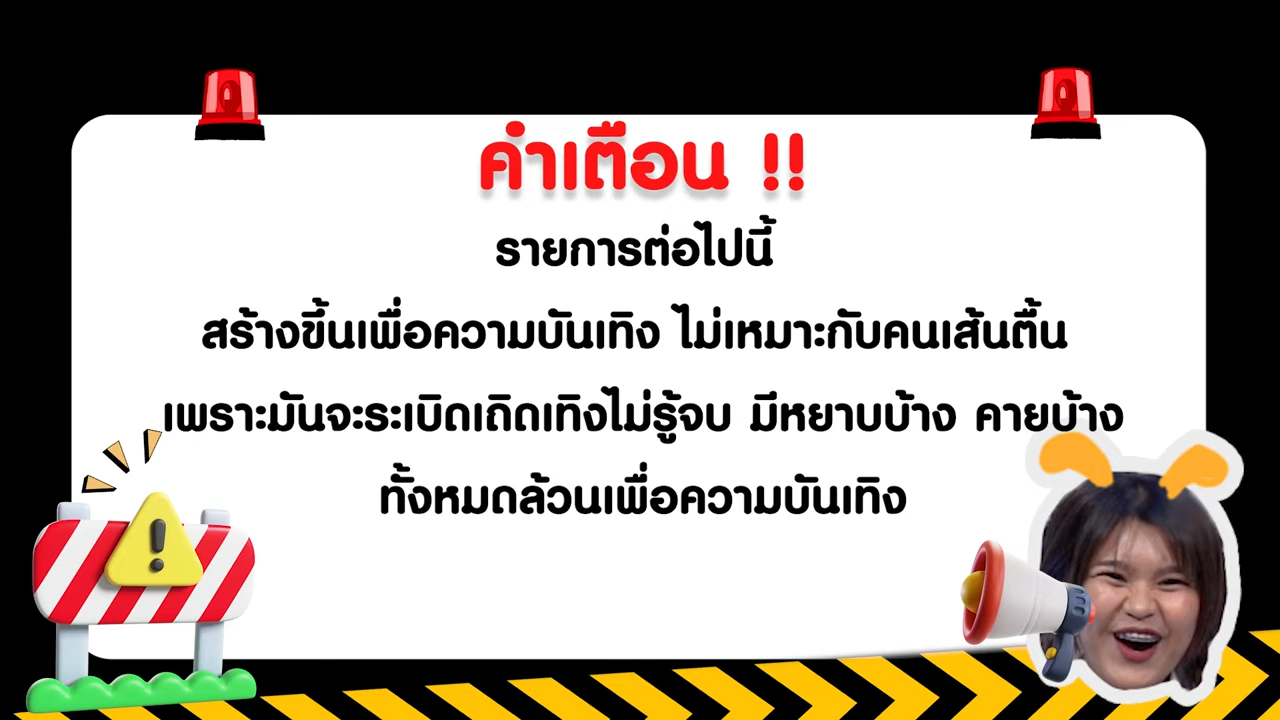 คำเตือน !!
รายการต่อไปนี้
สร้างขึ้นเพื่อความบันเทิง ไม่เหมาะกับคนเส้นตื้น
เพราะมันจะระเบิดเถิดเทิงไม่รู้จบ มีหยาบบ้าง คายบ้าง
ทั้งหมดล้วนเพื่อความบันเทิง